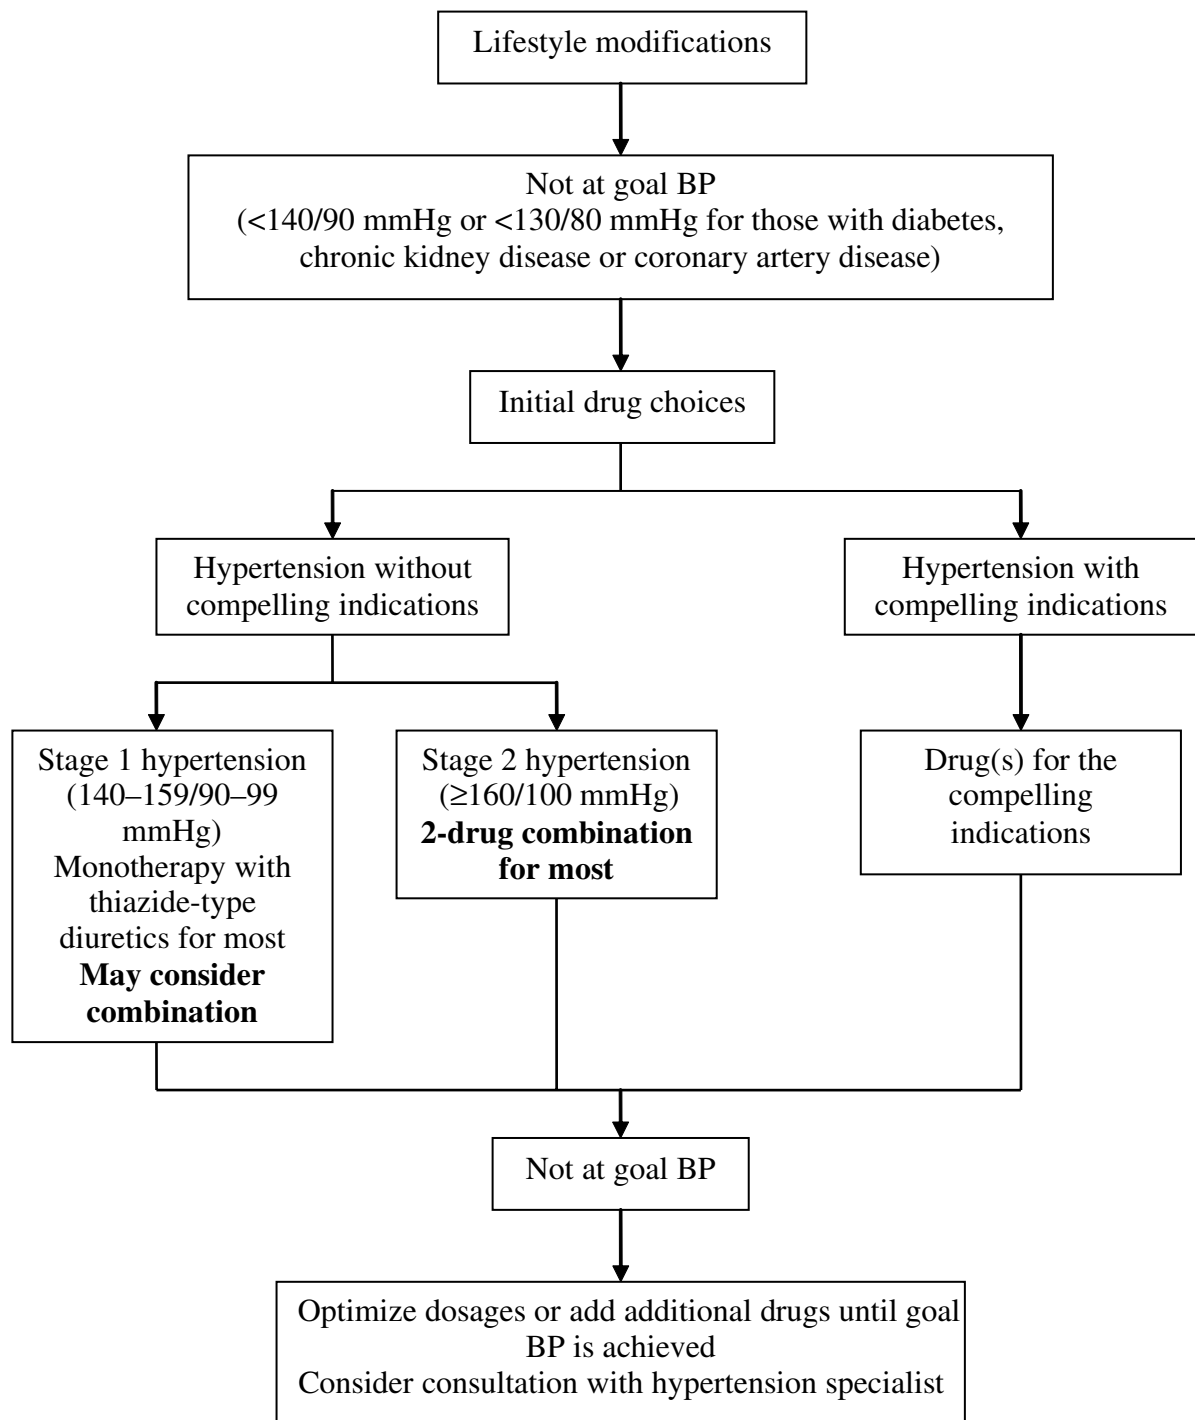 Lifestyle modifications
Not at goal BP
(<140/90 mmHg or <130/80 mmHg for those with diabetes,
chronic kidney disease or coronary artery disease)
Initial drug choices
Hypertension without
compelling indications
Hypertension with
compelling indications
Stage 1 hypertension
(140–159/90–99
mmHg)
Monotherapy with
thiazide-type
diuretics for most
May consider
combination
Stage 2 hypertension
(≥160/100 mmHg)
2-drug combination
for most
Drug(s) for the
compelling
indications
Not at goal BP
Optimize dosages or add additional drugs until goal
BP is achieved
Consider consultation with hypertension specialist